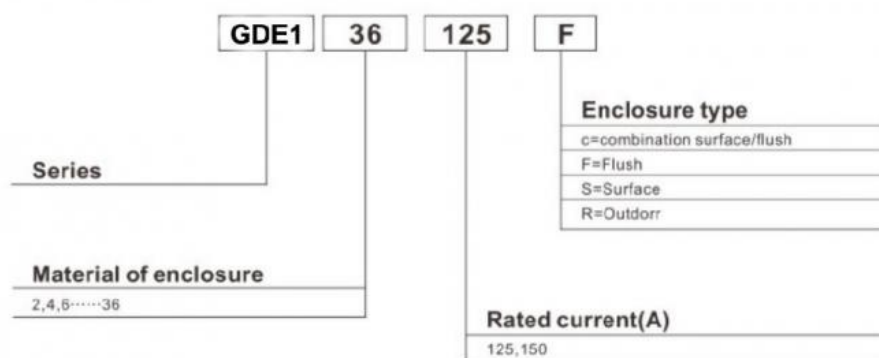 GDE1 36 125 F
Enclosure type
c=combination surface/flush
F=Flush
S=Surface
R=Outdorr
Series
Material of enclosure
2,4,6······36
Rated current(A)
125,150